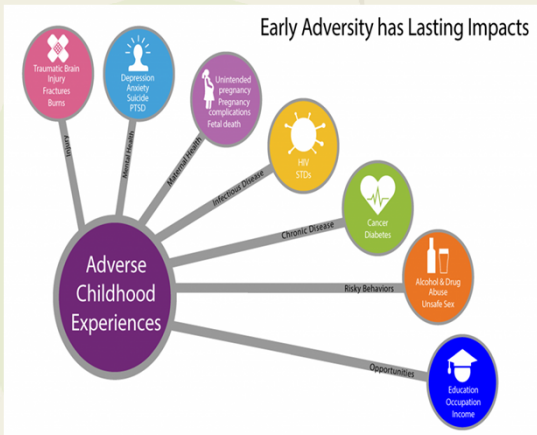 Early Adversity has Lasting Impacts
Traumatic Brain
Injury
Fractures
Burns
Depression
Anxiety
Suicide
PTSD
Unintended
pregnancy
Pregnancy
complications
Fetal death
HIV
STDs
Cancer
Diabetes
Alcohol & Drug
Abuse
Unsafe Sex
Education
Occupation
Income
Injury
Mental Health
Maternal Health
Infectious Disease
Chronic Disease
Risky Behaviors
Opportunities
Adverse
Childhood
Experiences